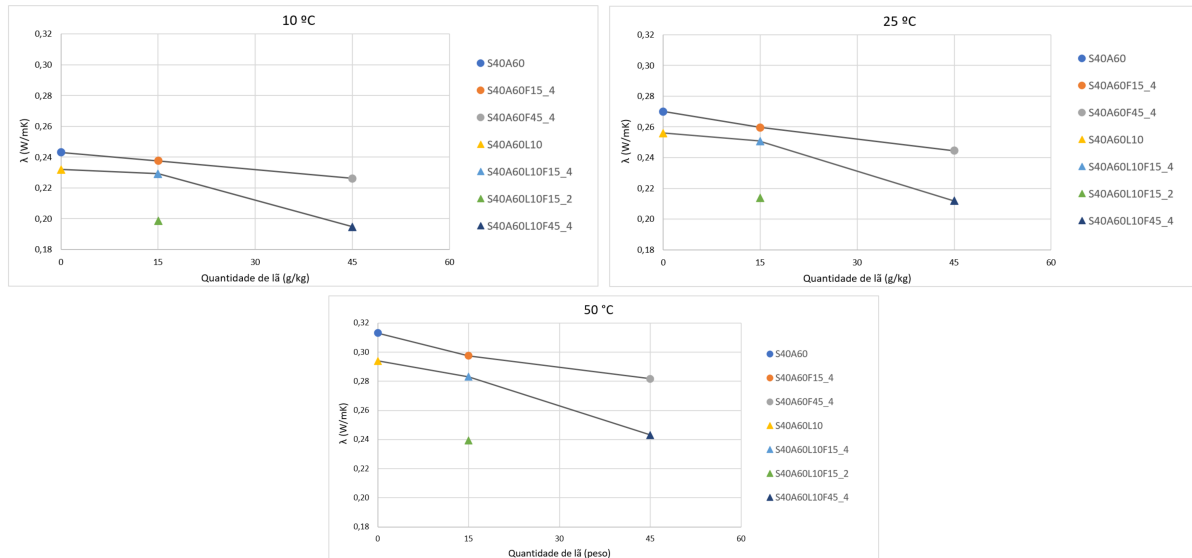 10 ºC
0,32
0,30
0,28
0,26
0,24
0,22
0,20
0,18
λ (W/mK)
0
15
30
45
60
Quantidade de lã (g/kg)
S40A60
S40A60F15_4
S40A60F45_4
S40A60L10
S40A60L10F15_4
S40A60L10F15_2
S40A60L10F45_4
25 ºC
0,32
0,30
0,28
0,26
0,24
0,22
0,20
0,18
λ (W/mK)
0
15
30
45
60
Quantidade de lã (g/kg)
S40A60
S40A60F15_4
S40A60F45_4
S40A60L10
S40A60L10F15_4
S40A60L10F15_2
S40A60L10F45_4
50 °C
0,32
0,30
0,28
0,26
0,24
0,22
0,20
0,18
λ (W/mK)
0
15
30
45
60
Quantidade de lã (peso)
S40A60
S40A60F15_4
S40A60F45_4
S40A60L10
S40A60L10F15_4
S40A60L10F15_2
S40A60L10F45_4